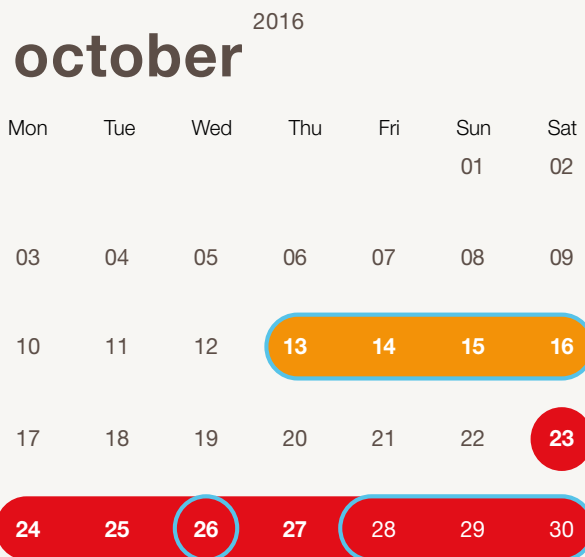 2016
october
Mon Tue Wed Thu Fri Sun Sat
01 02
03 04 05 06 07 08 09
10 11 12 13 14 15 16
17 18 19 20 21 22 23
24 25 26 27 28 29 30